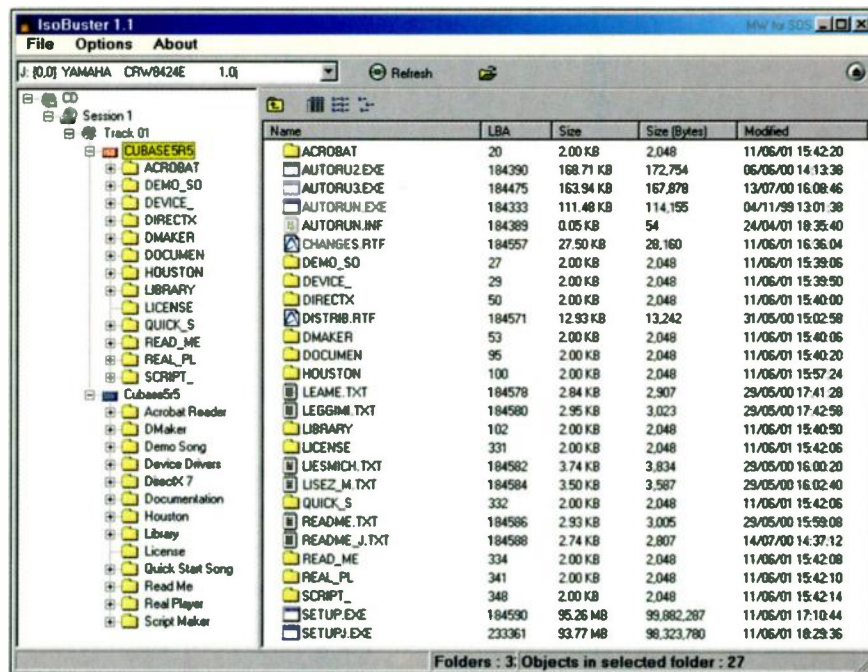 IsoBuster 1.1 MW for SOS
File Options About
J: [0,0] YAMAHA CRW8424E 1.0j Refresh
CD
Session 1
Track 01
CUBASE5R5
ACROBAT
DEMO_SO
DEVICE_
DIRECTX
DMAKER
DOCUMEN
HOUSTON
LIBRARY
LICENSE
QUICK_S
READ_ME
REAL_PL
SCRIPT_
Cubase5r5
Acrobat Reader
DMaker
Demo Song
Device Drivers
DirectX 7
Documentation
Houston
Library
License
Quick Start Song
Read Me
Real Player
Script Maker
Name LBA Size Size (Bytes) Modified
ACROBAT 20 2.00 KB 2,048 11/06/01 15:42:20
AUTORU2.EXE 184390 168.71 KB 172,754 06/06/00 14:13:38
AUTORU3.EXE 184475 163.94 KB 167,878 13/07/00 16:08:46
AUTORUN.EXE 184333 111.48 KB 114,155 04/11/99 13:01:38
AUTORUN.INF 184389 0.05 KB 54 24/04/01 18:35:40
CHANGES.RTF 184557 27.50 KB 28,160 11/06/01 16:36:04
DEMO_SO 27 2.00 KB 2,048 11/06/01 15:39:06
DEVICE_ 29 2.00 KB 2,048 11/06/01 15:39:50
DIRECTX 50 2.00 KB 2,048 11/06/01 15:40:00
DISTRIB.RTF 184571 12.93 KB 13,242 31/05/00 15:02:58
DMAKER 53 2.00 KB 2,048 11/06/01 15:40:06
DOCUMEN 95 2.00 KB 2,048 11/06/01 15:40:20
HOUSTON 100 2.00 KB 2,048 11/06/01 15:57:24
LEAME.TXT 184578 2.84 KB 2,907 29/05/00 17:41:28
LEGGIMI.TXT 184580 2.95 KB 3,023 29/05/00 17:42:58
LIBRARY 102 2.00 KB 2,048 11/06/01 15:40:50
LICENSE 331 2.00 KB 2,048 11/06/01 15:42:06
LIESMICH.TXT 184582 3.74 KB 3,834 29/05/00 16:00:20
LISEZ_M.TXT 184584 3.50 KB 3,587 29/05/00 16:02:40
QUICK_S 332 2.00 KB 2,048 11/06/01 15:42:06
README.TXT 184586 2.93 KB 3,005 29/05/00 15:59:08
README_J.TXT 184588 2.74 KB 2,807 14/07/00 14:37:12
READ_ME 334 2.00 KB 2,048 11/06/01 15:42:08
REAL_PL 341 2.00 KB 2,048 11/06/01 15:42:10
SCRIPT_ 348 2.00 KB 2,048 11/06/01 15:42:14
SETUP.EXE 184590 95.26 MB 99,882,287 11/06/01 17:10:44
SETUPJ.EXE 233361 93.77 MB 98,323,780 11/06/01 18:29:36
Folders : 3 Objects in selected folder : 27